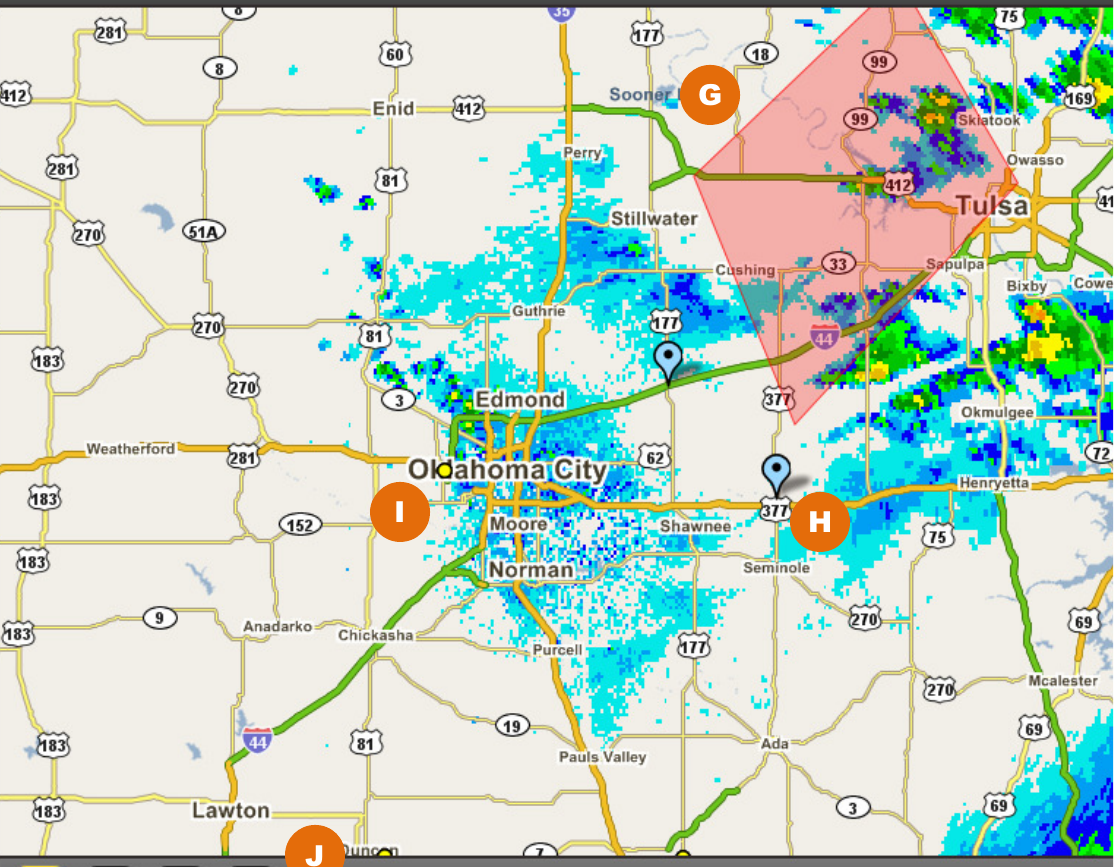 8
35
177
75
281
60
18
99
8
412
Sooner
G
169
Enid
412
99
Skiatook
Perry
Owasso
281
81
412
41
Tulsa
Stillwater
270
51A
33
Cushing
Sapulpa
Bixby
Cowe
Guthrie
270
81
177
44
183
270
3
Edmond
377
Okmulgee
Weatherford
281
Oklahoma City
62
72
Henryetta
183
I
377
H
152
Moore
Shawnee
75
183
Norman
Seminole
9
270
69
183
Anadarko
Chickasha
177
Purcell
Mcalester
270
19
69
183
44
81
Ada
Pauls Valley
183
Lawton
3
69
J
Duncan
7